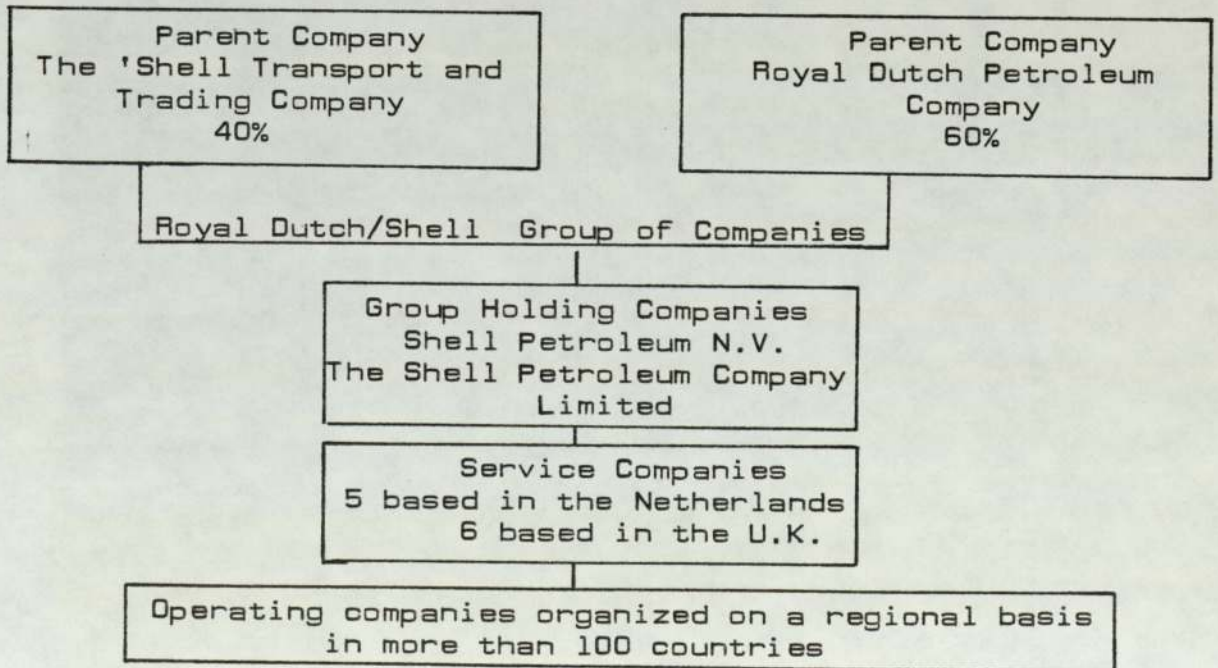 Parent Company
The 'Shell Transport and
Trading Company
40%
Parent Company
Royal Dutch Petroleum
Company
60%
Royal Dutch/Shell Group of Companies
Group Holding Companies
Shell Petroleum N.V.
The Shell Petroleum Company
Limited
Service Companies
5 based in the Netherlands
6 based in the U.K.
Operating companies organized on a regional basis
in more than 100 countries